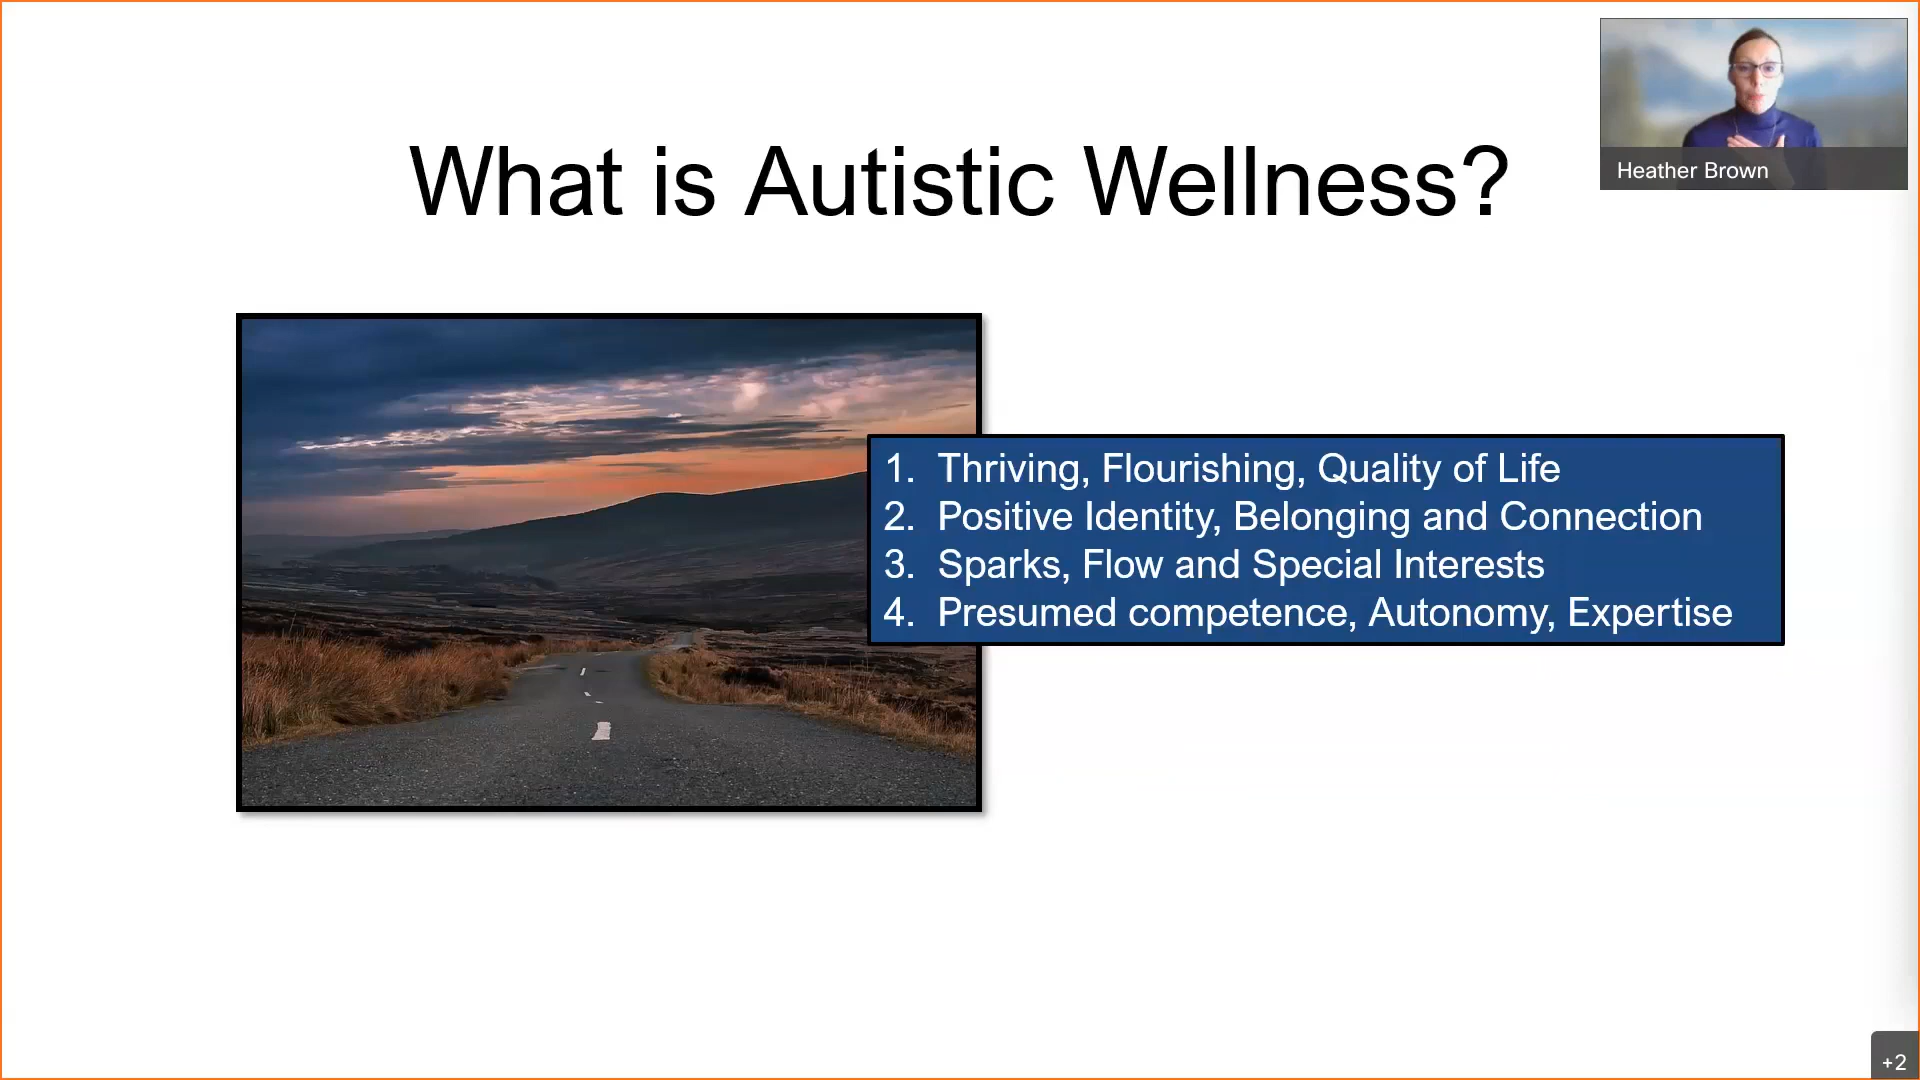 What is Autistic Wellness?
Heather Brown
1. Thriving, Flourishing, Quality of Life
2. Positive Identity, Belonging and Connection
3. Sparks, Flow and Special Interests
4. Presumed competence, Autonomy, Expertise
+2